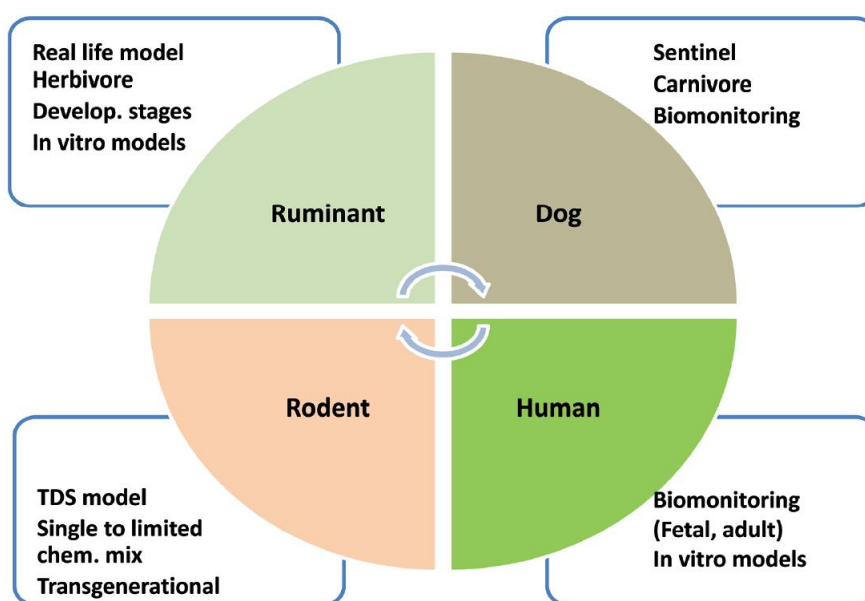 Real life model
Herbivore
Develop. stages
In vitro models
Sentinel
Carnivore
Biomonitoring
Ruminant
Dog
Rodent
Human
TDS model
Single to limited
chem. mix
Transgenerational
Biomonitoring
(Fetal, adult)
In vitro models